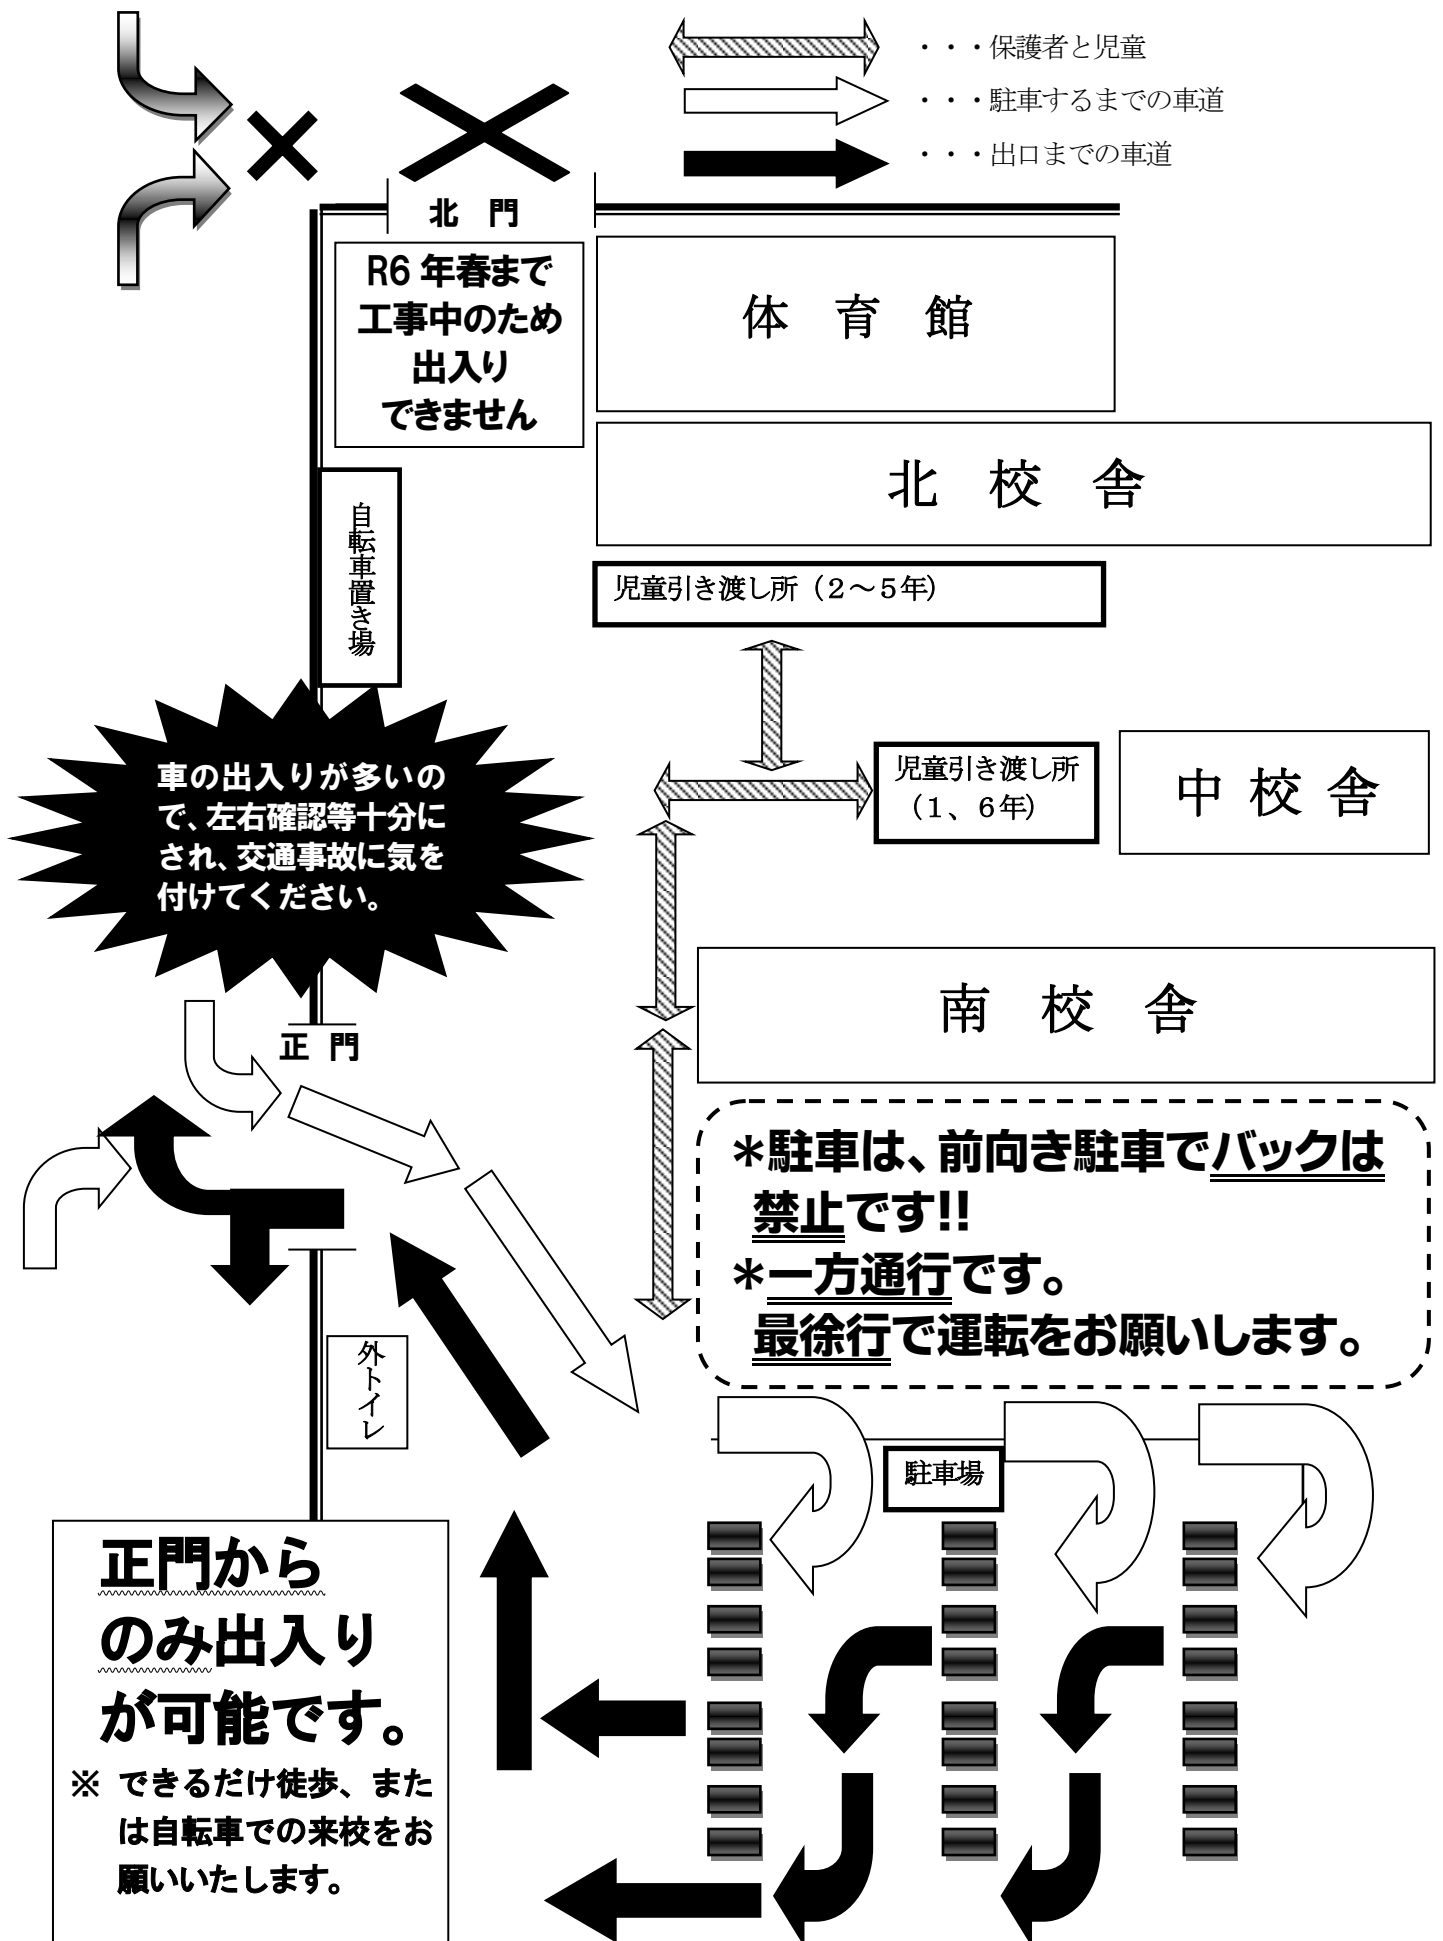 ・・・保護者と児童
・・・駐車するまでの車道
・・・出口までの車道
北 門
R6 年春まで
工事中のため
出入り
できません
体 育 館
北 校 舎
自転車置き場
児童引き渡し所（２～５年）
車の出入りが多いの
で、左右確認等十分に
され、交通事故に気を
付けてください。
児童引き渡し所
（１、６年）
中 校 舎
南 校 舎
正 門
＊駐車は、前向き駐車でバックは
禁止です!!
＊一方通行です。
最徐行で運転をお願いします。
外トイレ
駐車場
正門から
のみ出入り
が可能です。
※ できるだけ徒歩、また
は自転車での来校をお
願いいたします。